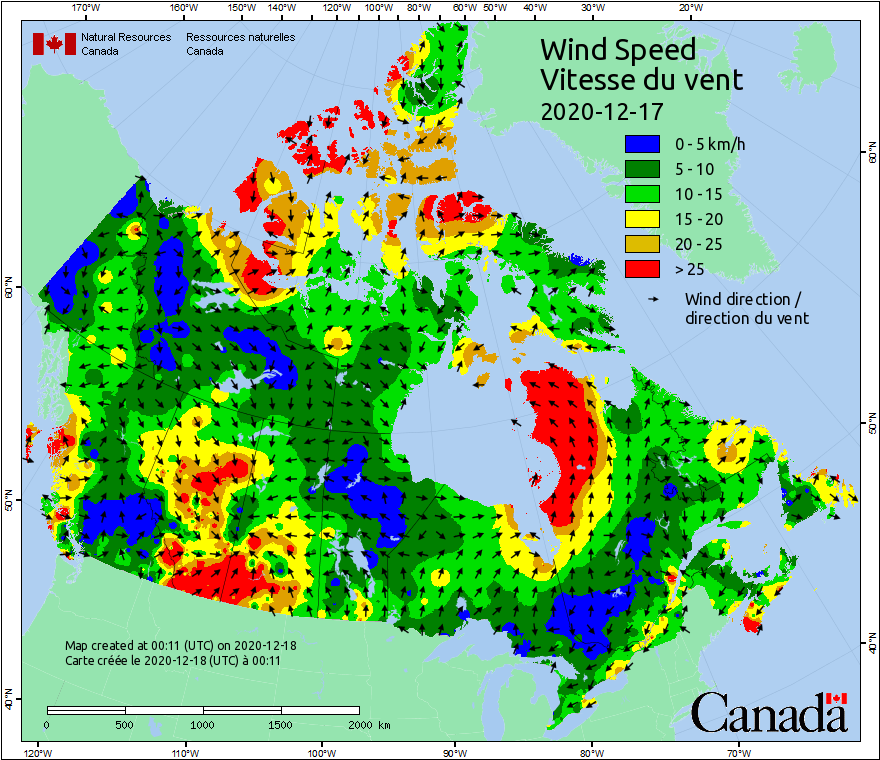 170°W 160°W 150°W 140°W 130°W 120°W 110°W 100°W 80°W 60°W 50°W 40°W 30°W 20°W
Natural Resources Ressources naturelles
Canada Canada
Wind Speed
Vitesse du vent
2020-12-17
0 - 5 km/h
5 - 10
10 - 15
15 - 20
20 - 25
> 25
Wind direction /
direction du vent
60°N
60°N
50°N
50°N
40°N
40°N
Map created at 00:11 (UTC) on 2020-12-18
Carte créée le 2020-12-18 (UTC) à 00:11
0 500 1000 1500 2000 km
Canada
120°W 110°W 100°W 90°W 80°W 70°W